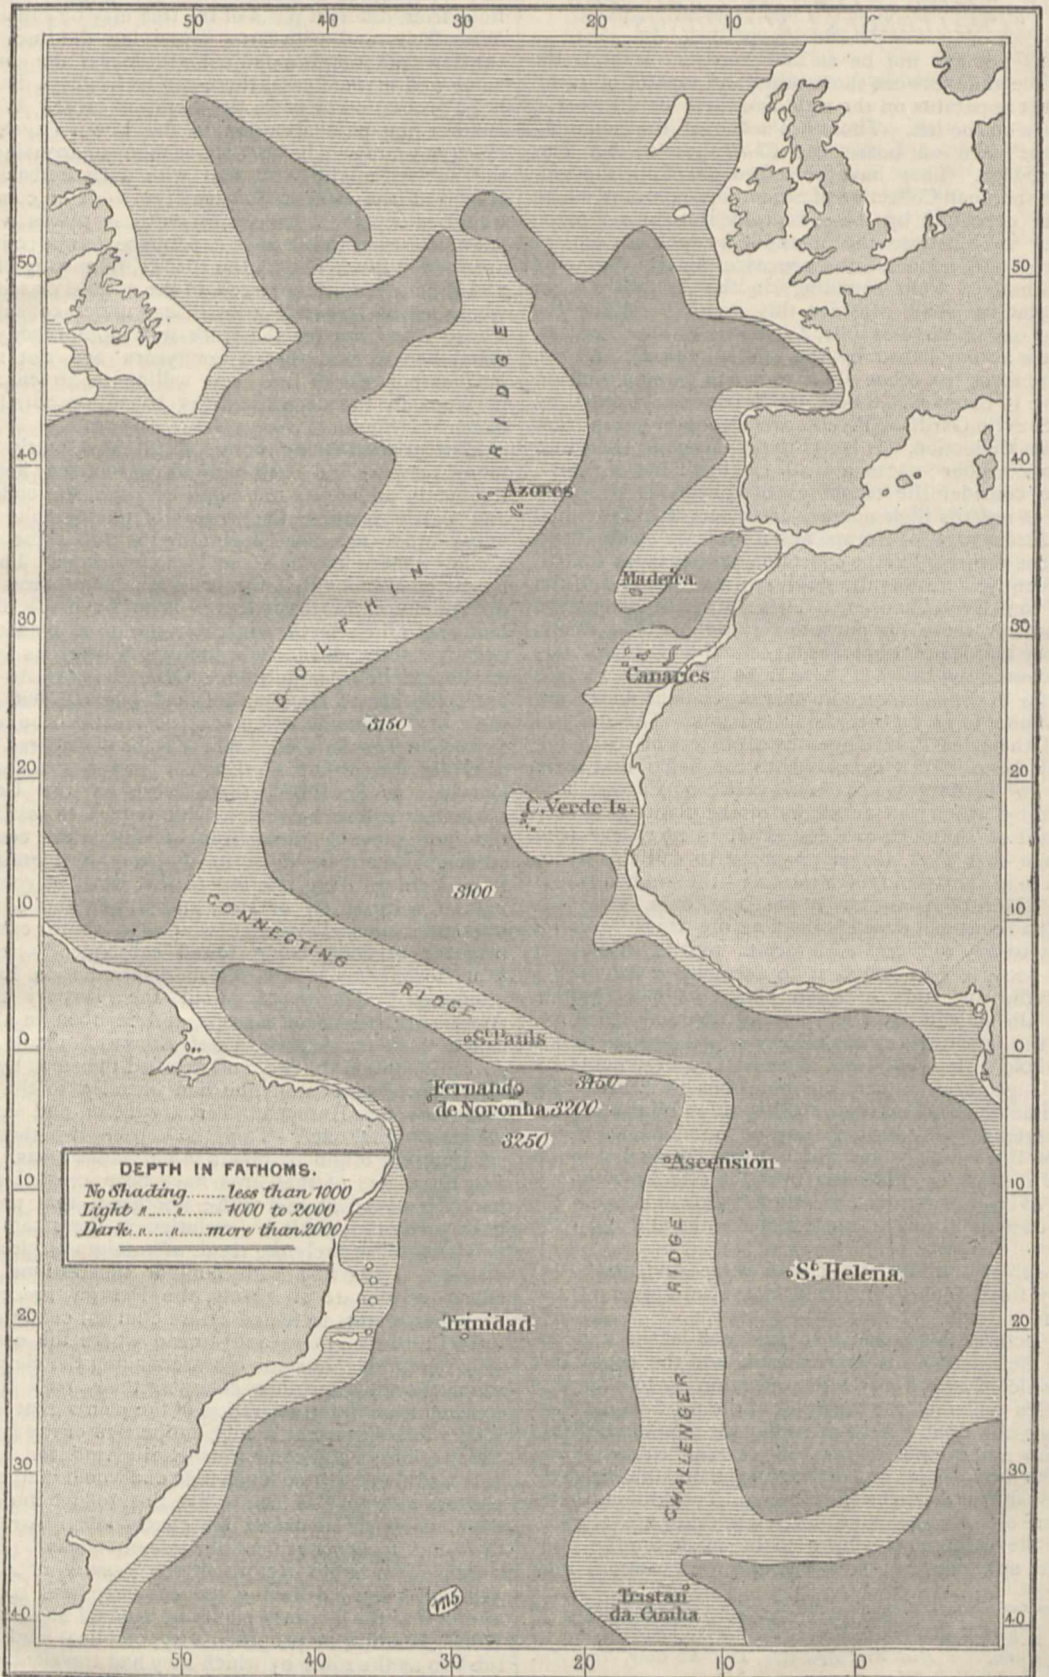 50 40 30 20 10
50 50
RIDGE
40 40
Azores
DOLPHIN
Madeira
30 30
Canaries
3150
20 20
C. Verde Is.
3100
10 10
CONNECTING
RIDGE
St. Pauls
0 0
3150
Fernando
de Noronha 3200
3250
Ascension
DEPTH IN FATHOMS.
No Shading........less than 1000
Light " ..... " ........ 1000 to 2000
Dark .. " .. " ..... more than 2000
10 10
RIDGE
St. Helena
20 20
Trinidad
CHALLENGER
30 30
1715
Tristan
da Cunha
40 40
50 40 30 20 10